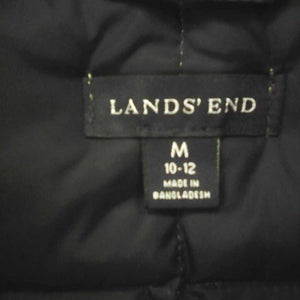 LANDS' END
M
10-12
MADE IN
BANGLADESH